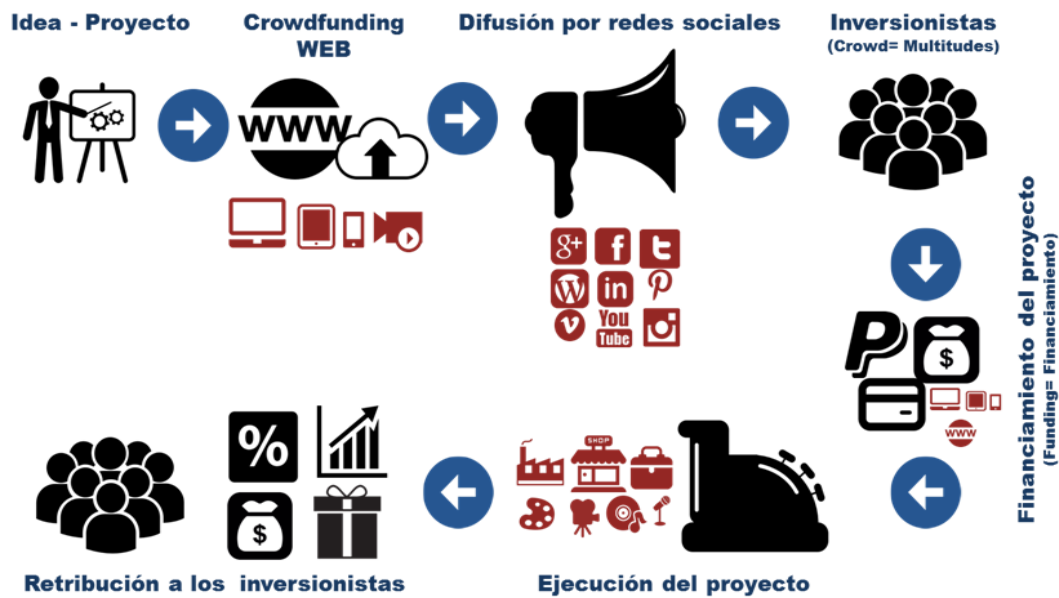 Idea - Proyecto
Crowdfunding
WEB
Difusión por redes sociales
Inversionistas
(Crowd= Multitudes)
WWW
g+
f
t
W
in
P
V
You
Tube
Financiamiento del proyecto
(Funding= Financiamiento)
P
$
WWW
SHOP
%
$
Retribución a los inversionistas
Ejecución del proyecto